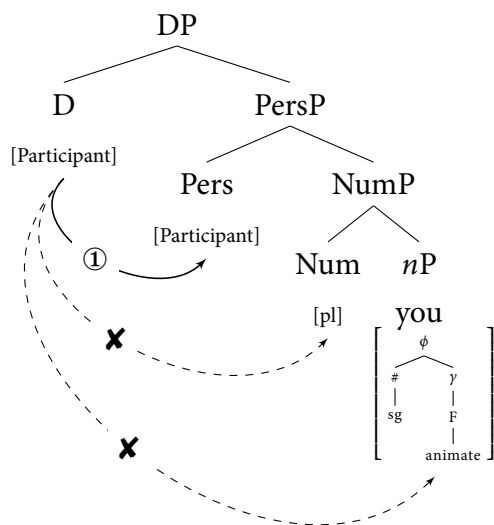 DP
D PersP
[Participant]
Pers NumP
[Participant]
① Num nP
[pl] you
✘ ϕ
# γ
sg F
✘ animate